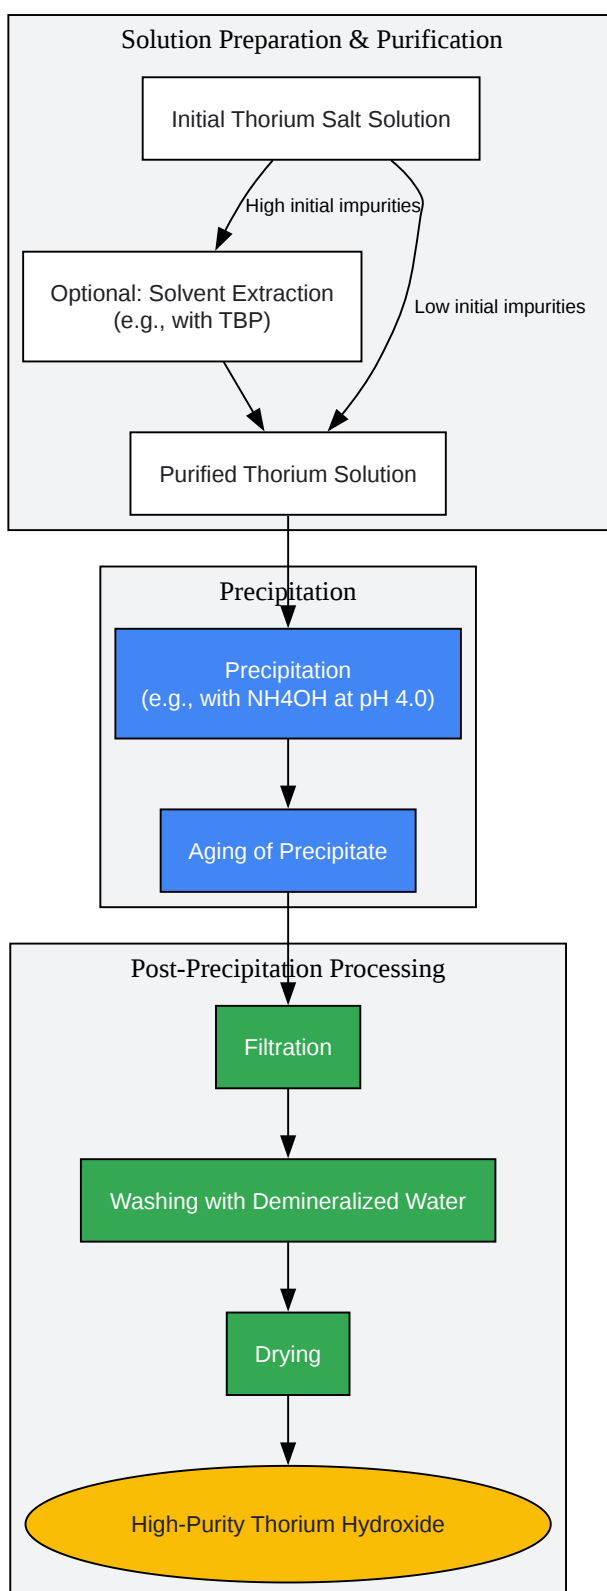 Solution Preparation & Purification
Initial Thorium Salt Solution
High initial impurities
Optional: Solvent Extraction
(e.g., with TBP)
Low initial impurities
Purified Thorium Solution
Precipitation
Precipitation
(e.g., with NH4OH at pH 4.0)
Aging of Precipitate
Post-Precipitation Processing
Filtration
Washing with Demineralized Water
Drying
High-Purity Thorium Hydroxide